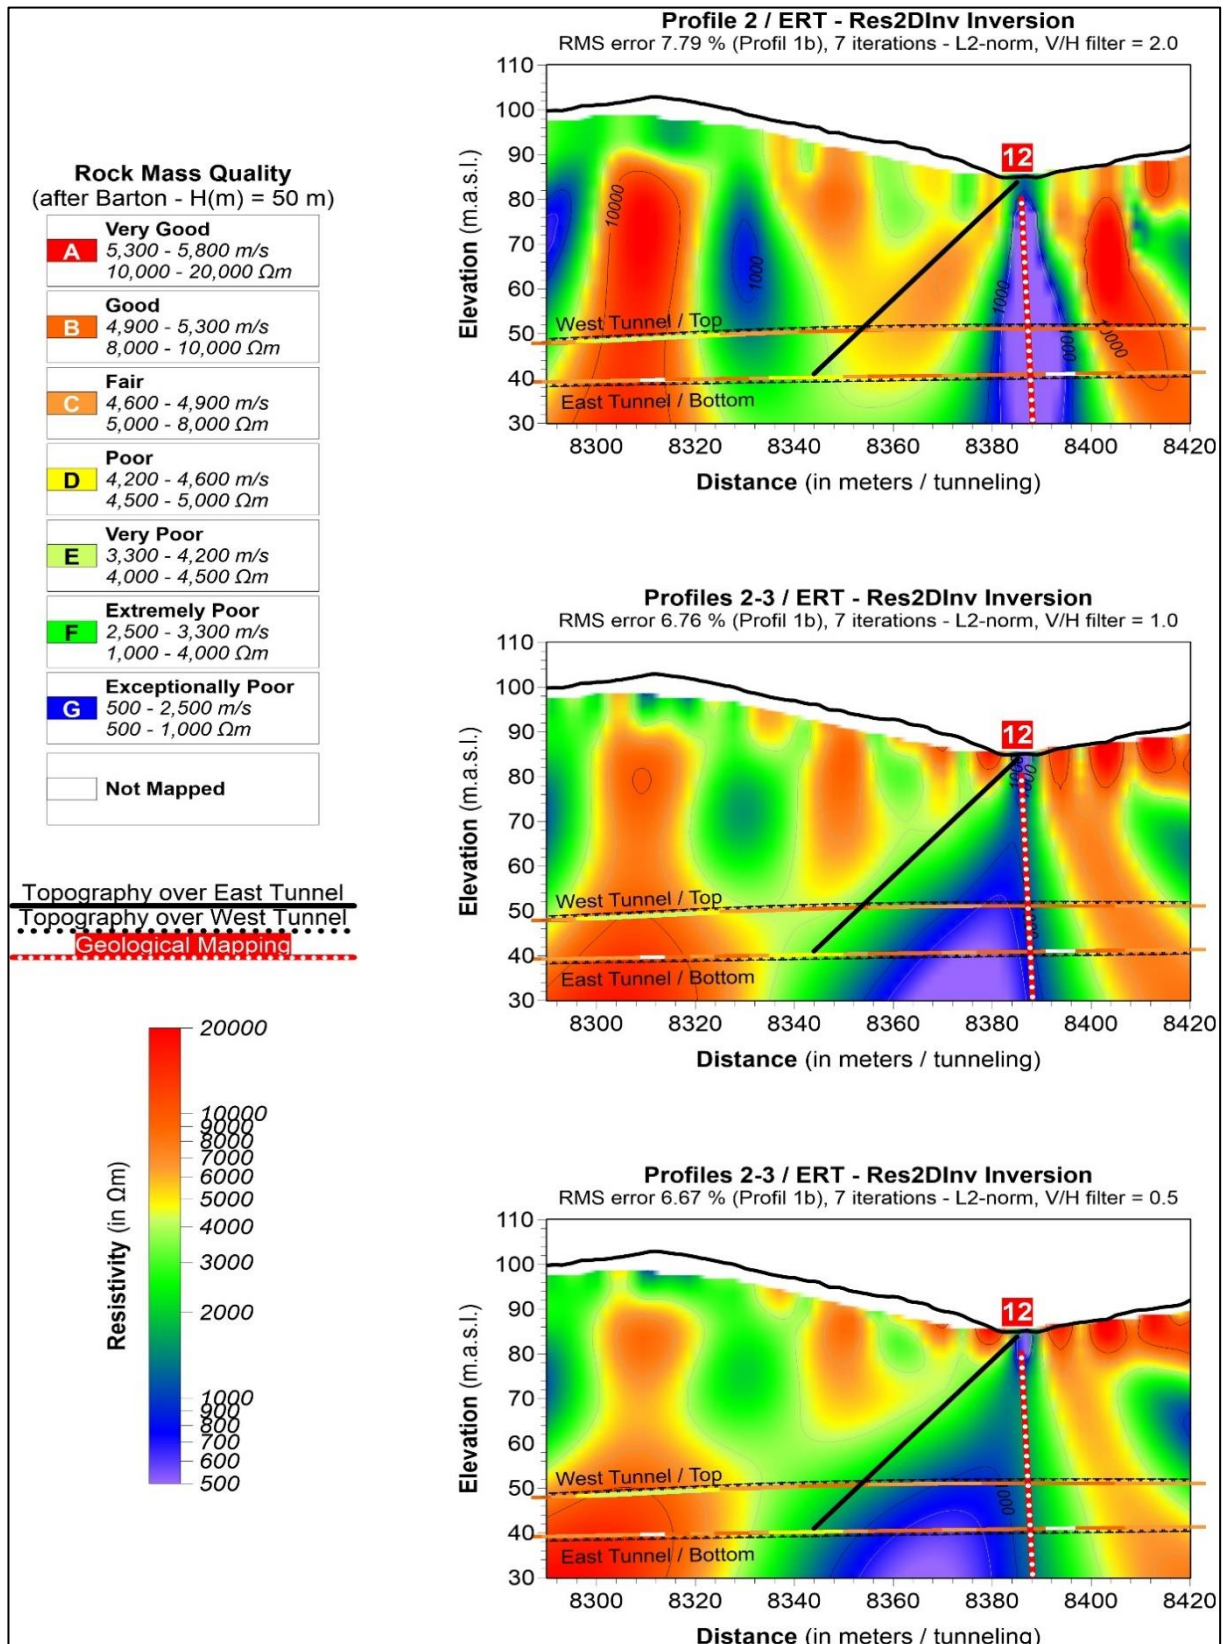 Profile 2 / ERT - Res2DInv Inversion
RMS error 7.79 % (Profil 1b), 7 iterations - L2-norm, V/H filter = 2.0
110
100
90
80
70
60
50
40
30
Elevation (m.a.s.l.)
12
10000
1000
1000
1000
10000
West Tunnel / Top
East Tunnel / Bottom
8300
8320
8340
8360
8380
8400
8420
Distance (in meters / tunneling)
Rock Mass Quality
(after Barton - H(m) = 50 m)
A
Very Good
5,300 - 5,800 m/s
10,000 - 20,000 Ωm
B
Good
4,900 - 5,300 m/s
8,000 - 10,000 Ωm
C
Fair
4,600 - 4,900 m/s
5,000 - 8,000 Ωm
D
Poor
4,200 - 4,600 m/s
4,500 - 5,000 Ωm
E
Very Poor
3,300 - 4,200 m/s
4,000 - 4,500 Ωm
F
Extremely Poor
2,500 - 3,300 m/s
1,000 - 4,000 Ωm
G
Exceptionally Poor
500 - 2,500 m/s
500 - 1,000 Ωm
Not Mapped
Topography over East Tunnel
Topography over West Tunnel
Geological Mapping
Resistivity (in Ωm)
20000
10000
9000
8000
7000
6000
5000
4000
3000
2000
1000
900
800
700
600
500
Profiles 2-3 / ERT - Res2DInv Inversion
RMS error 6.76 % (Profil 1b), 7 iterations - L2-norm, V/H filter = 1.0
110
100
90
80
70
60
50
40
30
Elevation (m.a.s.l.)
12
West Tunnel / Top
East Tunnel / Bottom
8300
8320
8340
8360
8380
8400
8420
Distance (in meters / tunneling)
Profiles 2-3 / ERT - Res2DInv Inversion
RMS error 6.67 % (Profil 1b), 7 iterations - L2-norm, V/H filter = 0.5
110
100
90
80
70
60
50
40
30
Elevation (m.a.s.l.)
12
1000
West Tunnel / Top
East Tunnel / Bottom
8300
8320
8340
8360
8380
8400
8420
Distance (in meters / tunneling)